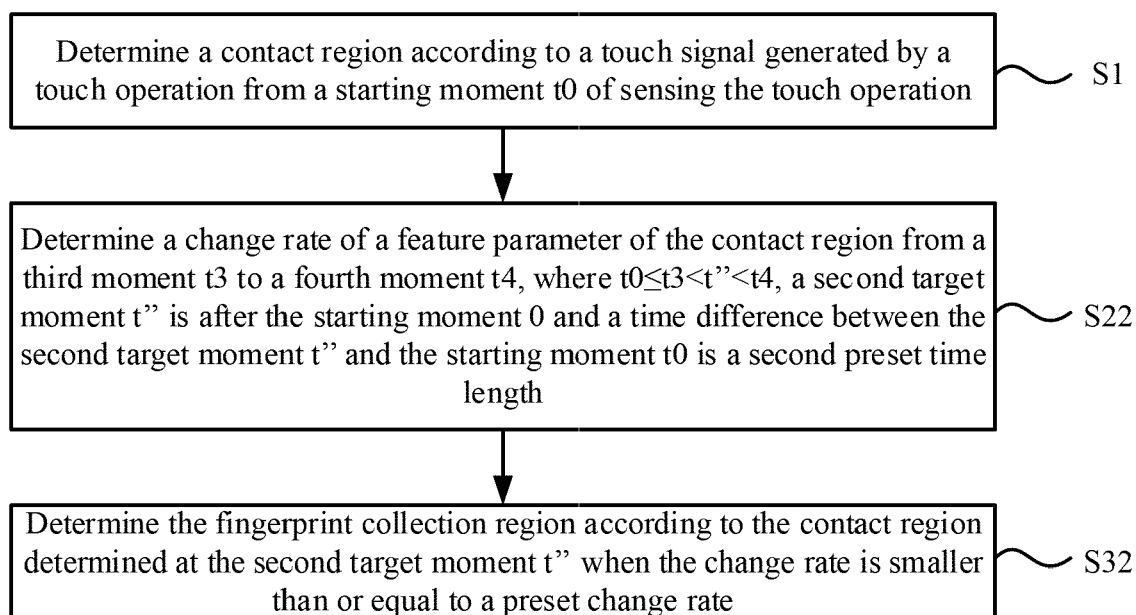 Determine a contact region according to a touch signal generated by a
touch operation from a starting moment t0 of sensing the touch operation
S1
Determine a change rate of a feature parameter of the contact region from a
third moment t3 to a fourth moment t4, where t0≤t3<t”<t4, a second target
moment t” is after the starting moment 0 and a time difference between the
second target moment t” and the starting moment t0 is a second preset time
length
S22
Determine the fingerprint collection region according to the contact region
determined at the second target moment t” when the change rate is smaller
than or equal to a preset change rate
S32